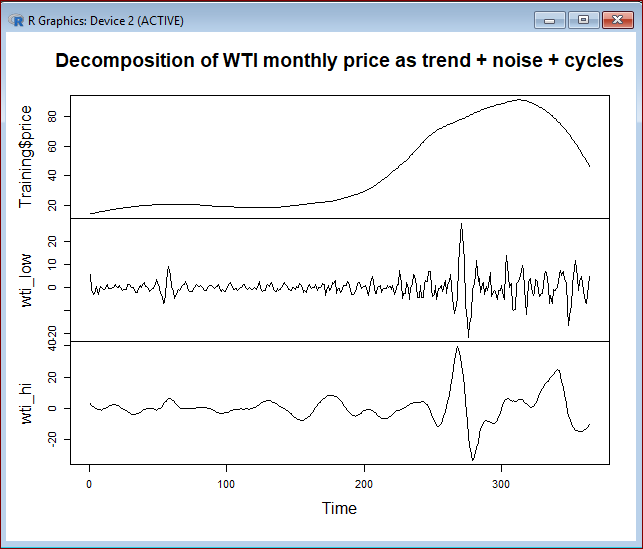 R Graphics: Device 2 (ACTIVE)
Decomposition of WTI monthly price as trend + noise + cycles
Training$price
20 40 60 80
wti_low
-20 0 10 20
wti_hi
-20 0 20 40
0 100 200 300
Time